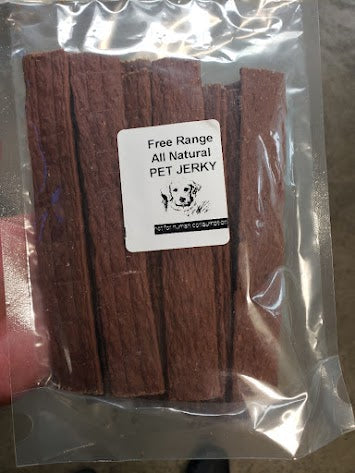 Free Range
All Natural
PET JERKY
not for human consumption